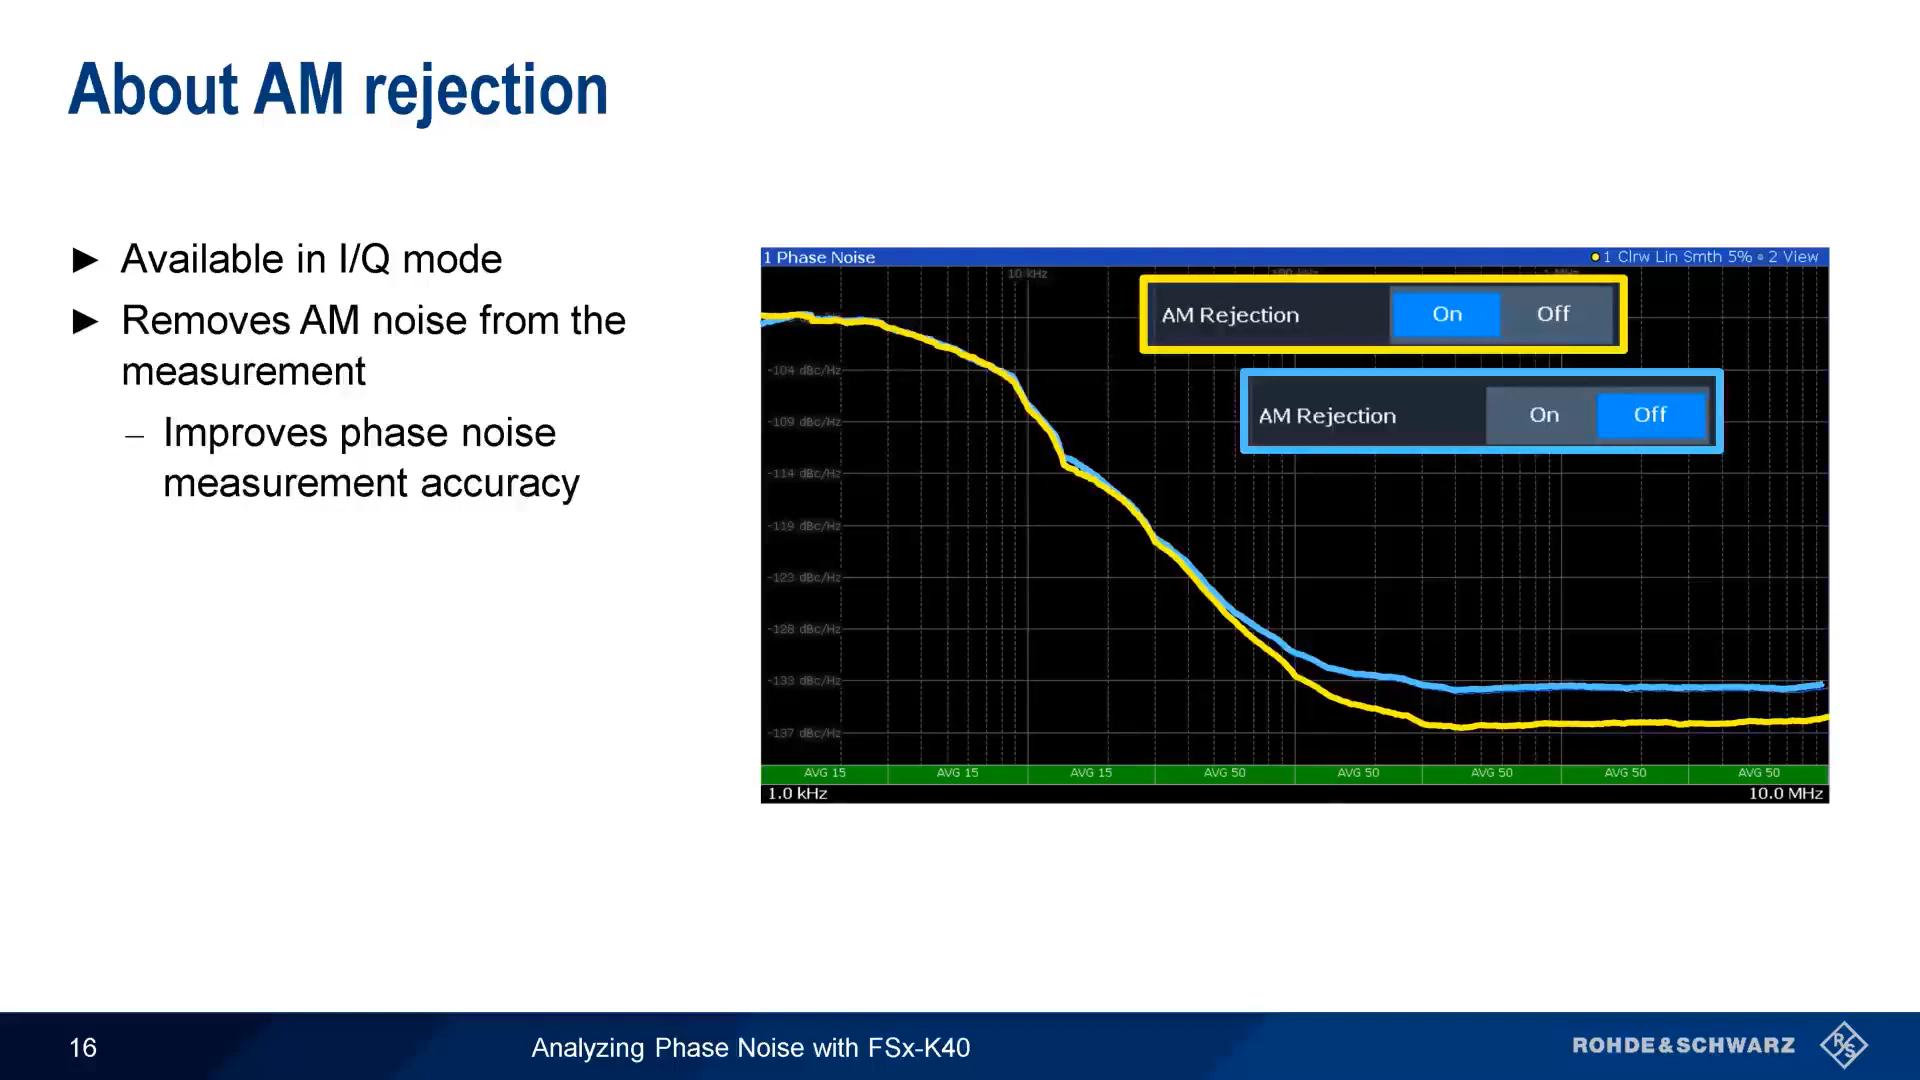 About AM rejection
► Available in I/Q mode
► Removes AM noise from the
measurement
– Improves phase noise
measurement accuracy
1 Phase Noise
1 Clrw Lin Smth 5% 2 View
10 kHz
AM Rejection On Off
AM Rejection On Off
-104 dBc/Hz
-109 dBc/Hz
-114 dBc/Hz
-119 dBc/Hz
-123 dBc/Hz
-128 dBc/Hz
-133 dBc/Hz
-137 dBc/Hz
AVG 15 AVG 15 AVG 15 AVG 50 AVG 50 AVG 50 AVG 50 AVG 50
1.0 kHz 10.0 MHz
16 Analyzing Phase Noise with FSx-K40 ROHDE&SCHWARZ R&S